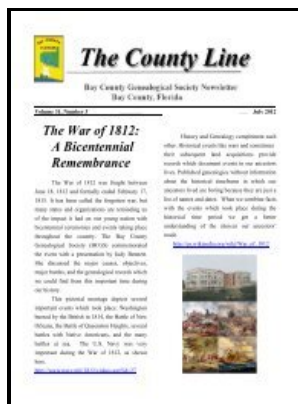 The County Line
Bay County Genealogical Society Newsletter
Bay County, Florida
Volume 31, Number 3 July 2012
The War of 1812:
A Bicentennial
Remembrance
The War of 1812 was fought between
June 18, 1812 and formally ended February 17,
1815. It has been called the forgotten war, but
many states and organizations are reminding us
of the impact it had on our young nation with
bicentennial ceremonies and events taking place
throughout the country. The Bay County
Genealogical Society (BCGS) commemorated
the event with a presentation by Judy Bennett.
She discussed the major causes, objectives,
major battles, and the genealogical records which
we could find from this important time during
our history.
This pictorial montage depicts several
important events which took place: Washington
burned by the British in 1814, the Battle of New
Orleans, the Battle of Queenston Heights, several
battles with Native Americans, and the many
battles at sea. The U.S. Navy was very
important during the War of 1812, as shown
here.
History and Genealogy compliment each
other. Historical events like wars and sometimes
their subsequent land acquisitions provide
records which document events in our ancestors
lives. Published genealogies without information
about the historical timeframe in which our
ancestors lived are boring because they are just a
list of names and dates. When we combine facts
with the events which took place during the
historical time period we get a better
understanding of the choices our ancestors'
made.